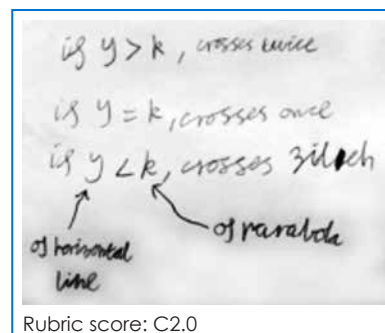 if y > k, crosses twice
if y = k, crosses once
if y < k, crosses zilch
of horizontal
line
of parabola
Rubric score: C2.0